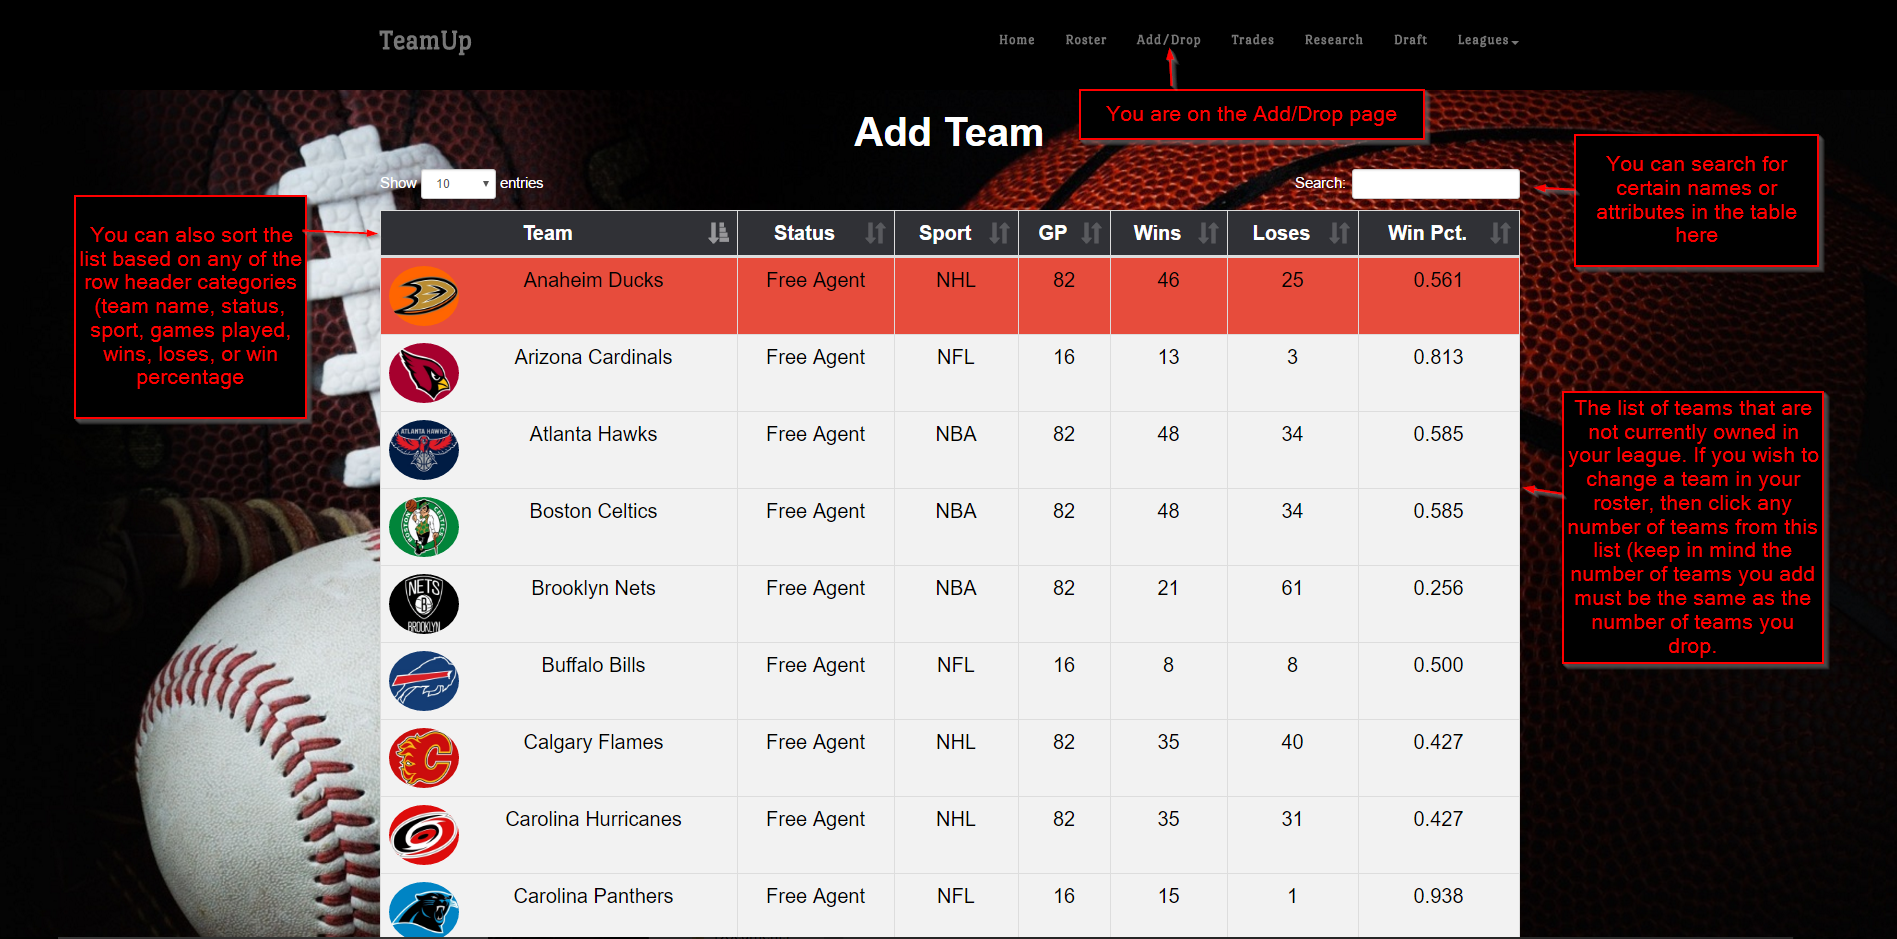 TeamUp
Home Roster Add/Drop Trades Research Draft Leagues
You are on the Add/Drop page
Add Team
You can search for
certain names or
attributes in the table
here
Show 10 entries
Search:
You can also sort the
list based on any of the
row header categories
(team name, status,
sport, games played,
wins, loses, or win
percentage
Team Status Sport GP Wins Loses Win Pct.
Anaheim Ducks Free Agent NHL 82 46 25 0.561
Arizona Cardinals Free Agent NFL 16 13 3 0.813
ATLANTA HAWKS
Atlanta Hawks Free Agent NBA 82 48 34 0.585
BOSTON CELTICS
Boston Celtics Free Agent NBA 82 48 34 0.585
NETS
B
BROOKLYN
Brooklyn Nets Free Agent NBA 82 21 61 0.256
Buffalo Bills Free Agent NFL 16 8 8 0.500
C
Calgary Flames Free Agent NHL 82 35 40 0.427
Carolina Hurricanes Free Agent NHL 82 35 31 0.427
Carolina Panthers Free Agent NFL 16 15 1 0.938
The list of teams that are
not currently owned in
your league. If you wish to
change a team in your
roster, then click any
number of teams from this
list (keep in mind the
number of teams you add
must be the same as the
number of teams you
drop.